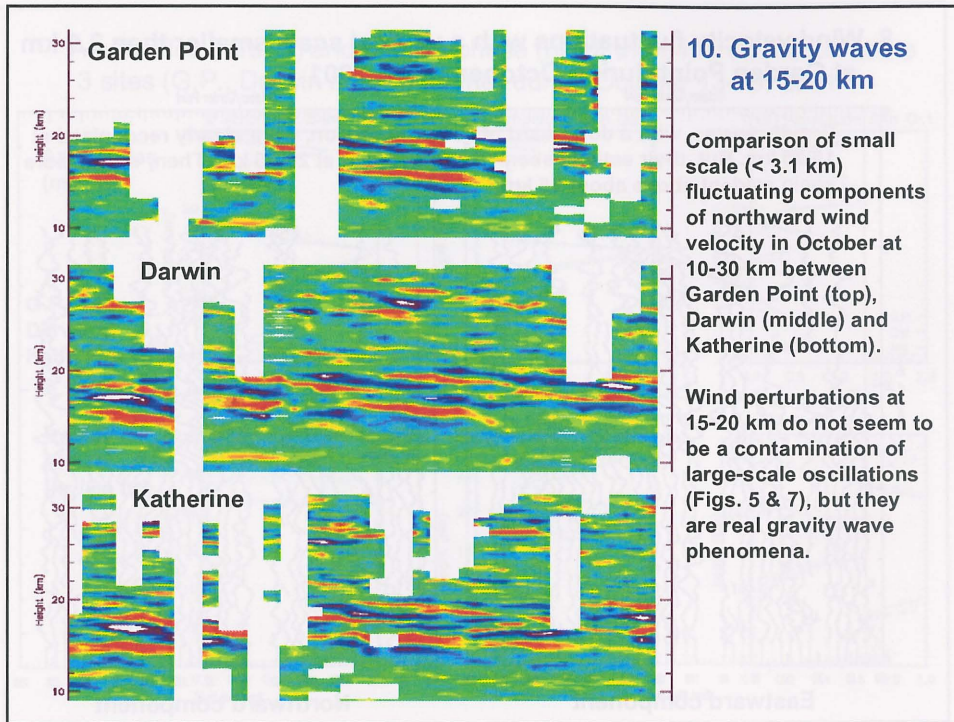 10. Gravity waves
at 15-20 km
Garden Point
30
20
10
Height (km)
Darwin
30
20
10
Height (km)
Katherine
30
20
10
Height (km)
Comparison of small
scale (< 3.1 km)
fluctuating components
of northward wind
velocity in October at
10-30 km between
Garden Point (top),
Darwin (middle) and
Katherine (bottom).
Wind perturbations at
15-20 km do not seem to
be a contamination of
large-scale oscillations
(Figs. 5 & 7), but they
are real gravity wave
phenomena.